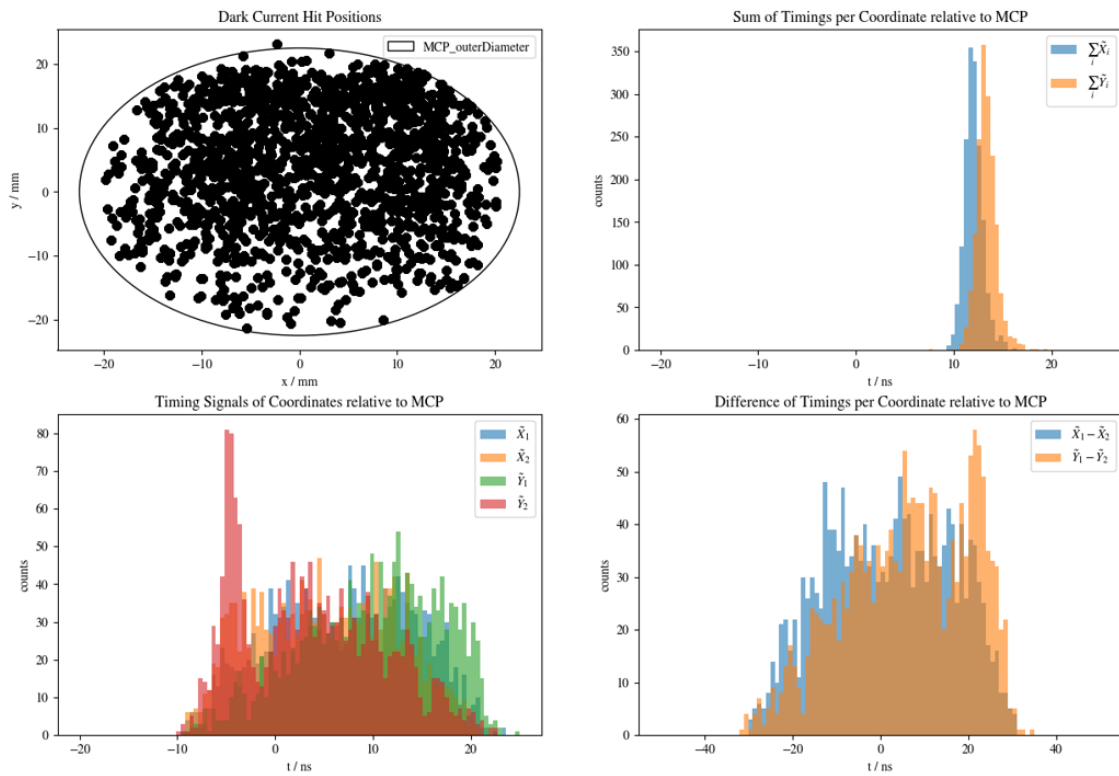 Dark Current Hit Positions
MCP_outerDiameter
20
10
0
−10
−20
y / mm
−20 −10 0 10 20
x / mm
Sum of Timings per Coordinate relative to MCP
∑_i X̃_i
∑_i Ỹ_i
350
300
250
200
150
100
50
0
counts
−20 −10 0 10 20
t / ns
Timing Signals of Coordinates relative to MCP
X̃₁
X̃₂
Ỹ₁
Ỹ₂
80
70
60
50
40
30
20
10
0
counts
−20 −10 0 10 20
t / ns
Difference of Timings per Coordinate relative to MCP
X̃₁ − X̃₂
Ỹ₁ − Ỹ₂
60
50
40
30
20
10
0
counts
−40 −20 0 20 40
t / ns